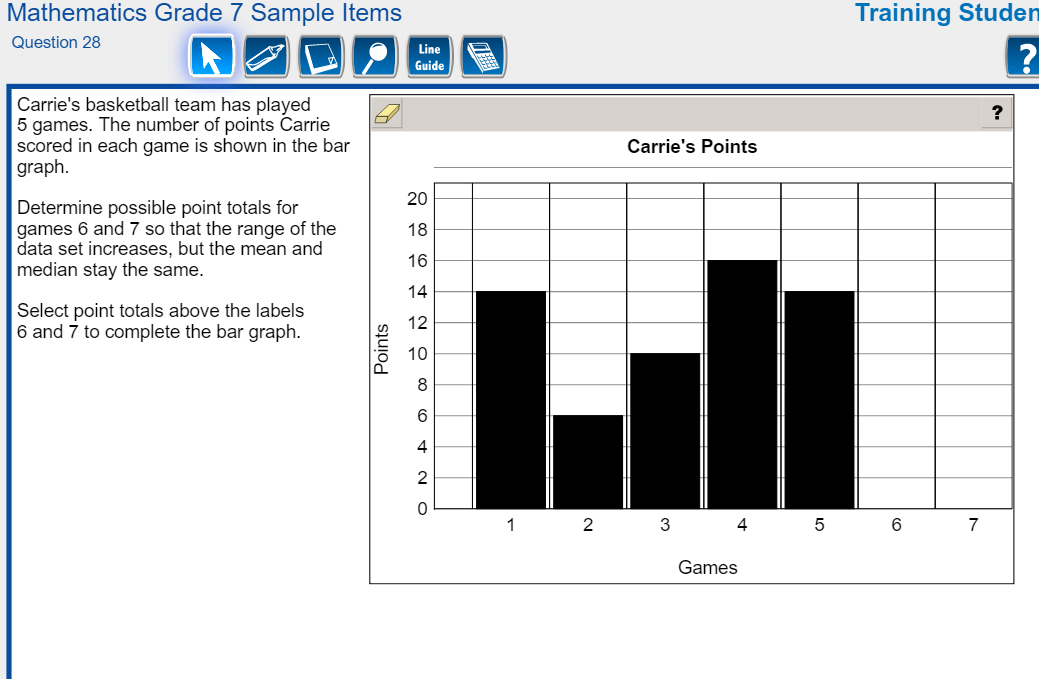 Mathematics Grade 7 Sample Items
Training Studen
Question 28
Line
Guide
?
Carrie's basketball team has played
5 games. The number of points Carrie
scored in each game is shown in the bar
graph.
Determine possible point totals for
games 6 and 7 so that the range of the
data set increases, but the mean and
median stay the same.
Select point totals above the labels
6 and 7 to complete the bar graph.
?
Carrie's Points
Points
20
18
16
14
12
10
8
6
4
2
0
1 2 3 4 5 6 7
Games